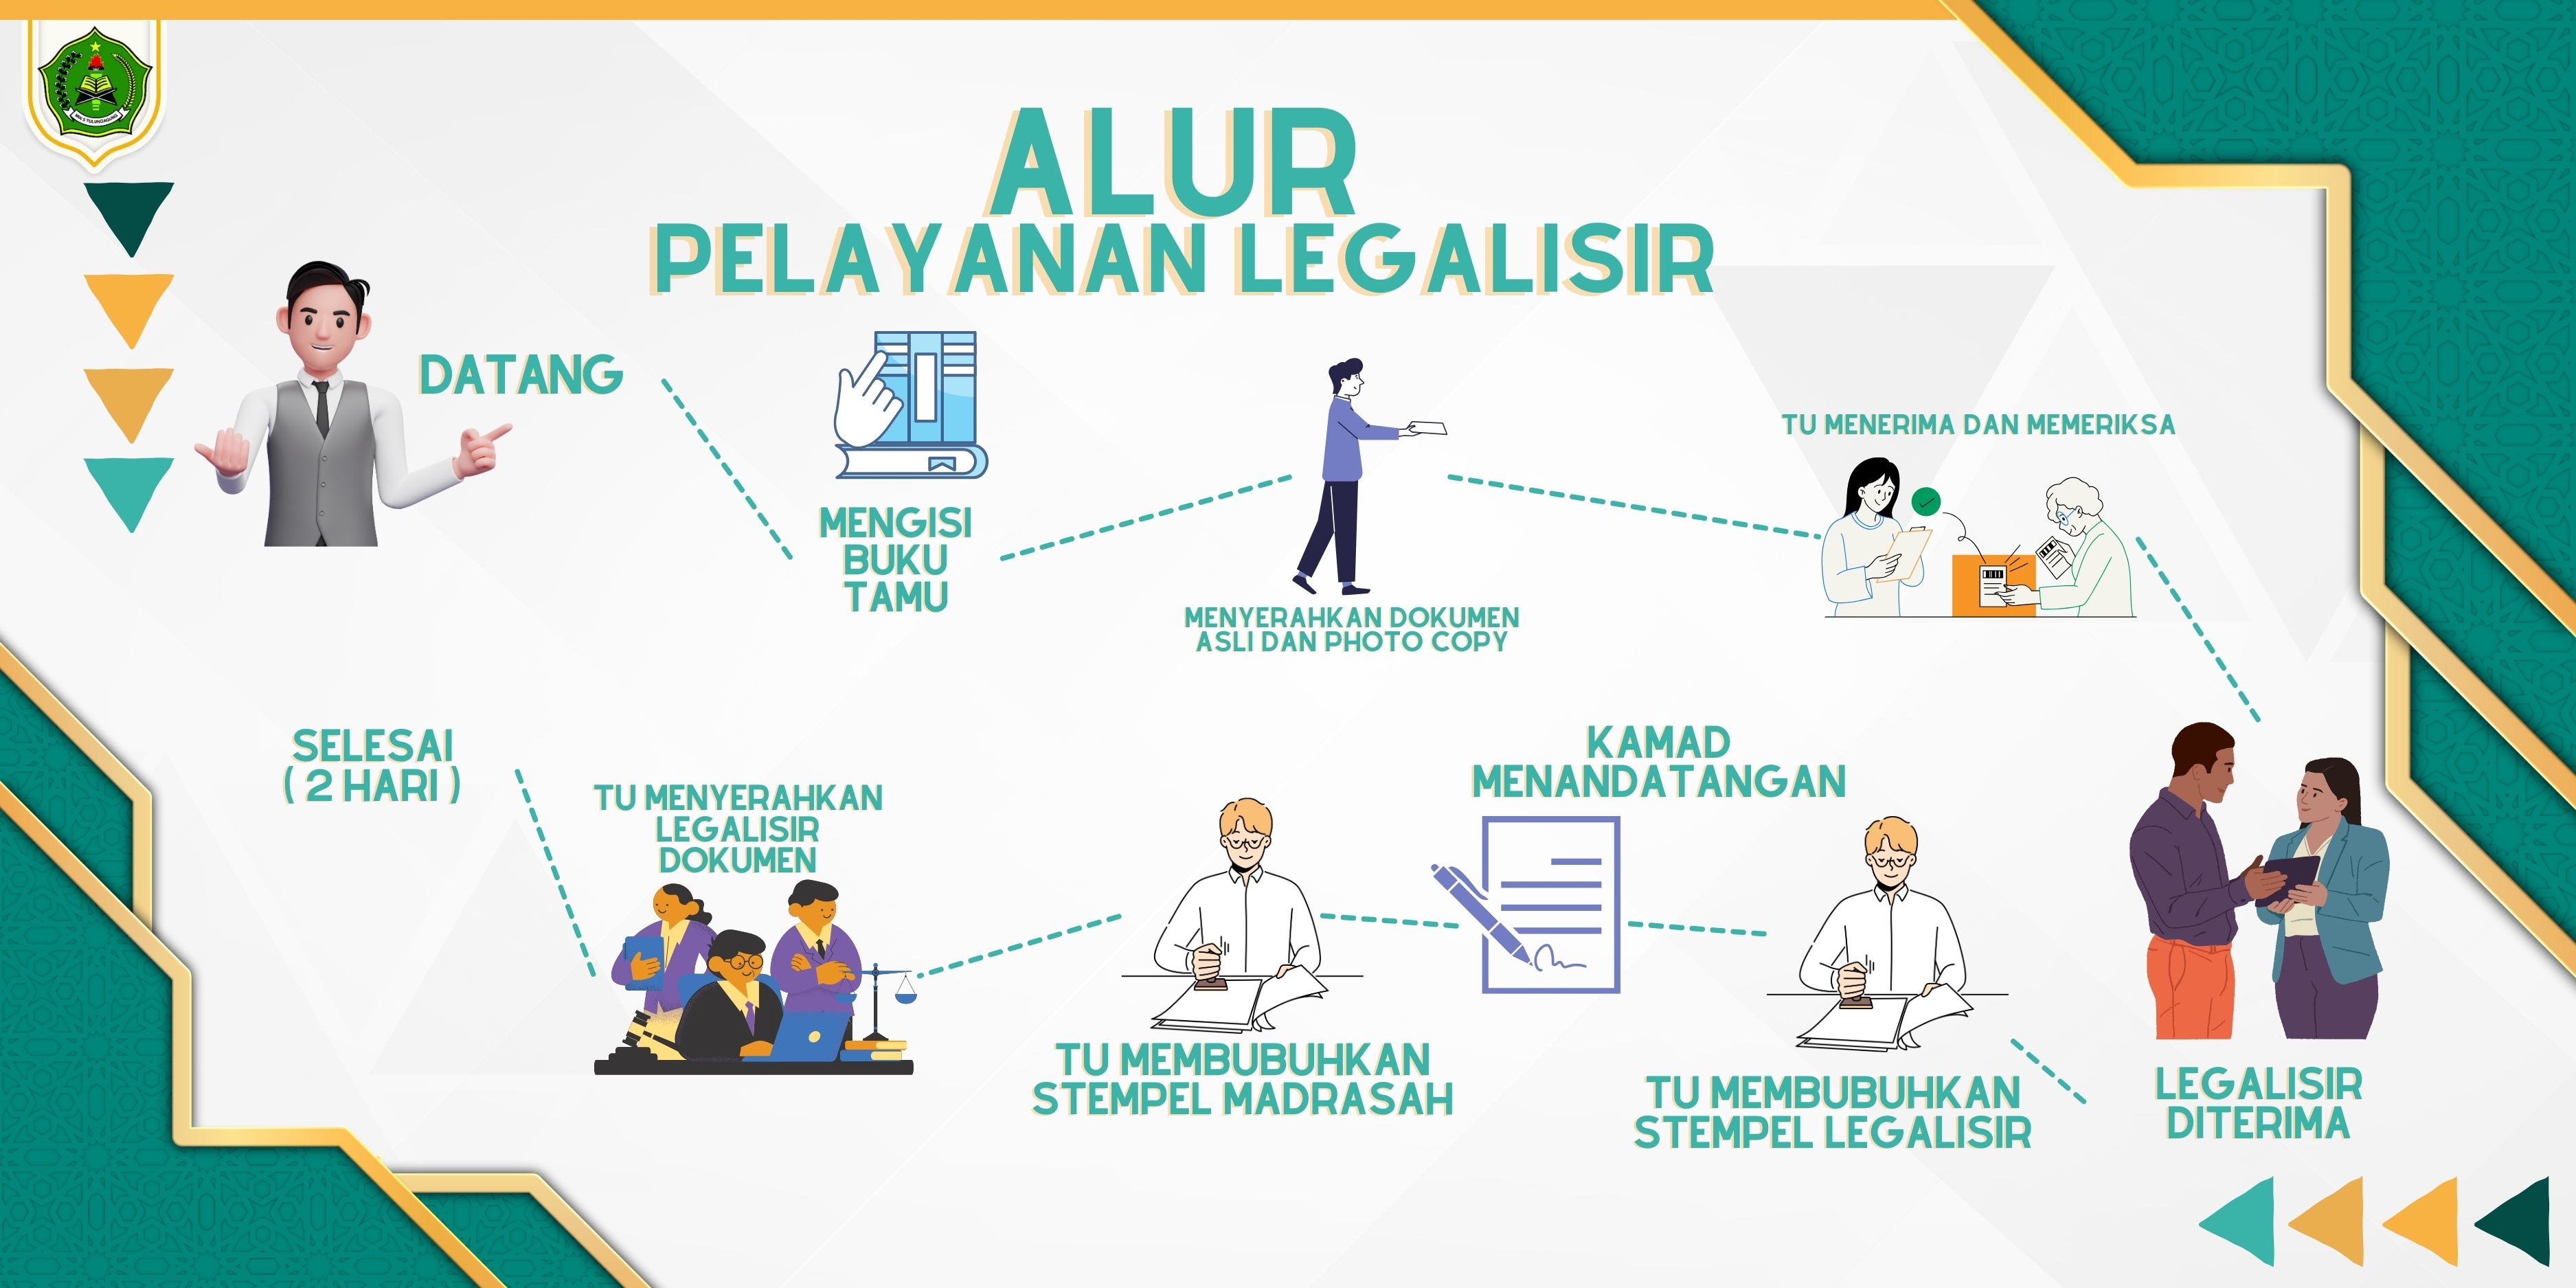 ALUR
PELAYANAN LEGALISIR
DATANG
MENGISI
BUKU
TAMU
MENYERAHKAN DOKUMEN
ASLI DAN PHOTO COPY
TU MENERIMA DAN MEMERIKSA
LEGALISIR
DITERIMA
TU MEMBUBUHKAN
STEMPEL LEGALISIR
KAMAD
MENANDATANGAN
TU MEMBUBUHKAN
STEMPEL MADRASAH
TU MENYERAHKAN
LEGALISIR
DOKUMEN
SELESAI
( 2 HARI )